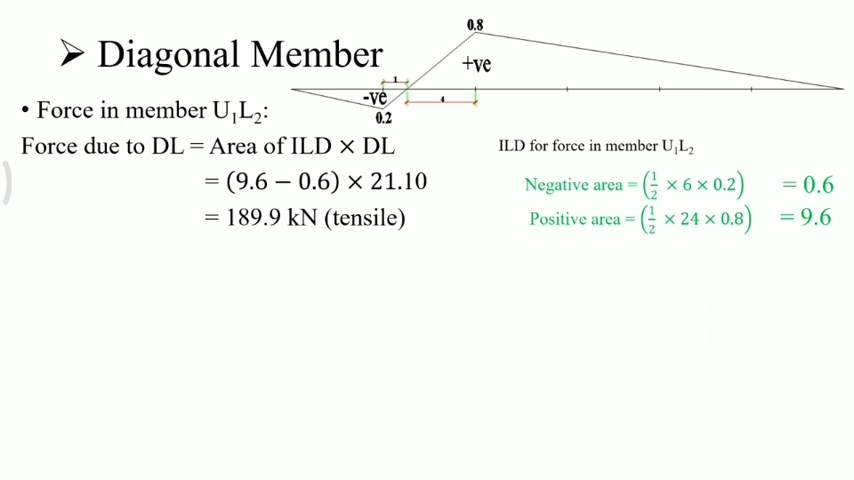 0.8
➢ Diagonal Member
+ve
1
-ve
4
0.2
• Force in member U₁L₂:
Force due to DL = Area of ILD × DL
ILD for force in member U₁L₂
= (9.6 − 0.6) × 21.10
Negative area = (1/2 × 6 × 0.2) = 0.6
= 189.9 kN (tensile)
Positive area = (1/2 × 24 × 0.8) = 9.6